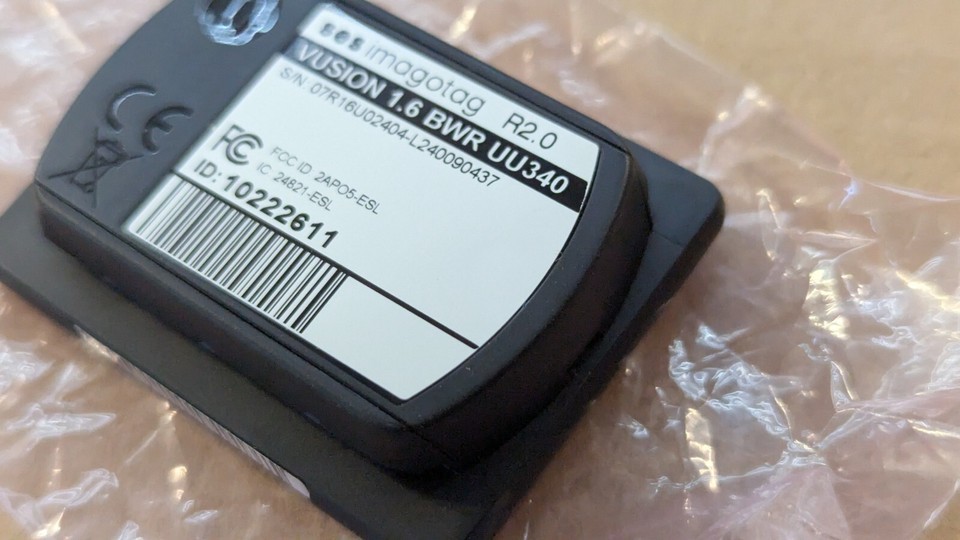 ses imagotag R2.0
VUSION 1.6 BWR UU340
S/N 07R16U02404-L240090437
FC FCC ID 2APO5-ESL
IC 24821-ESL
ID: 10222611
CE